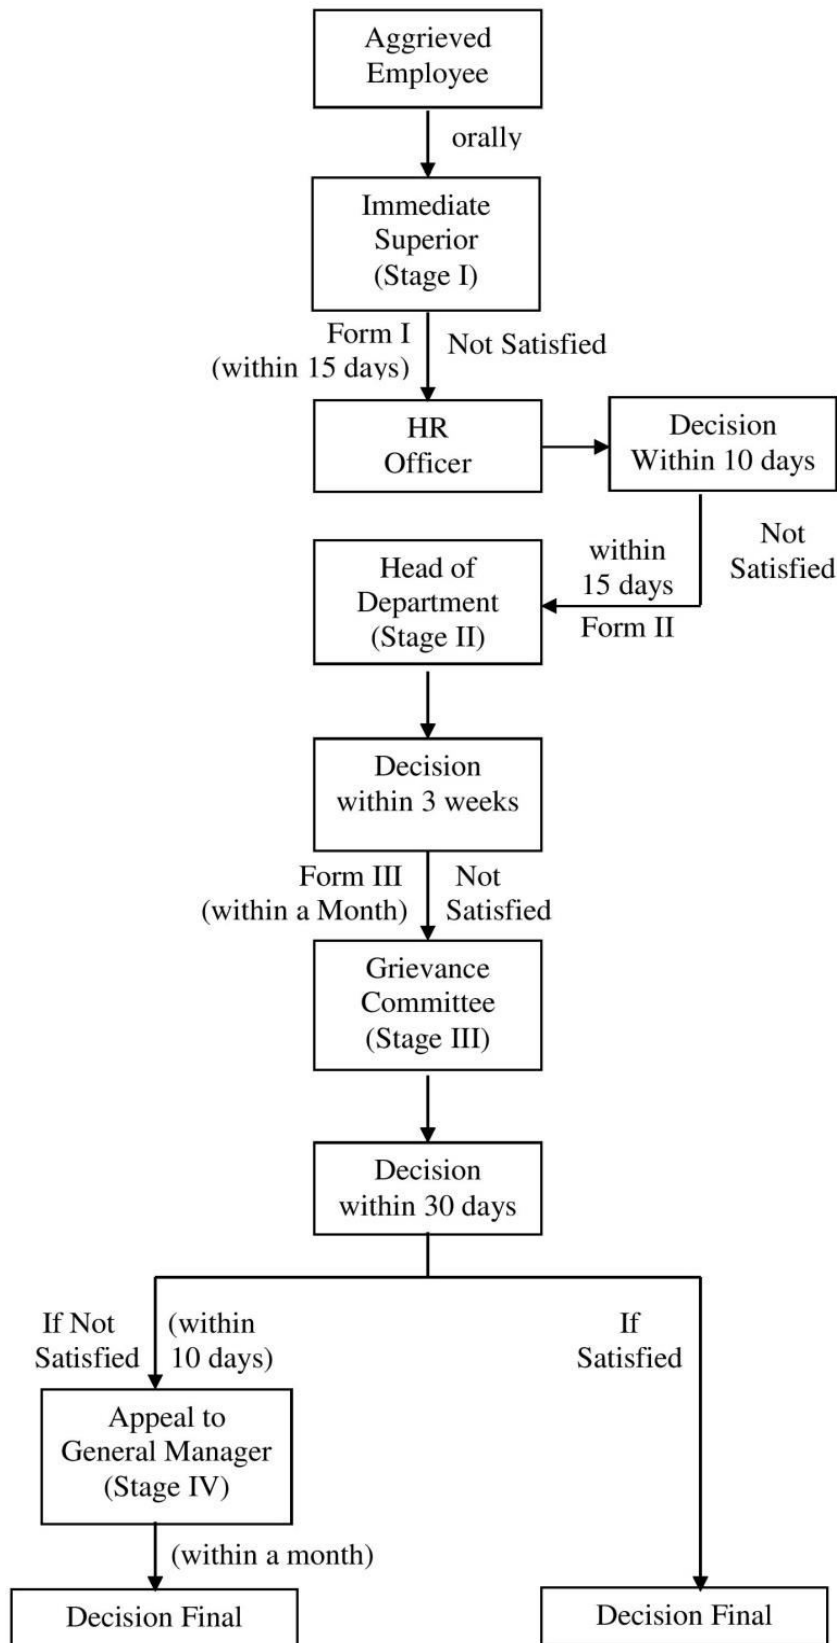 Aggrieved
Employee
orally
Immediate
Superior
(Stage I)
Form I
(within 15 days)
Not Satisfied
HR
Officer
Decision
Within 10 days
Not
Satisfied
within
15 days
Form II
Head of
Department
(Stage II)
Decision
within 3 weeks
Form III
(within a Month)
Not
Satisfied
Grievance
Committee
(Stage III)
Decision
within 30 days
If Not
Satisfied
(within
10 days)
If
Satisfied
Appeal to
General Manager
(Stage IV)
(within a month)
Decision Final
Decision Final